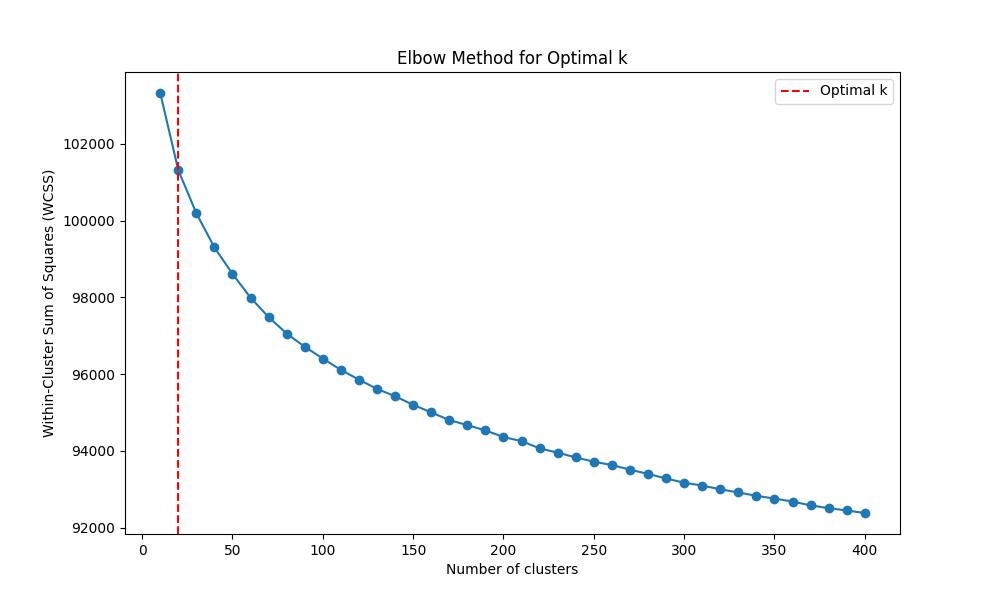 Elbow Method for Optimal k
Optimal k
102000
100000
98000
96000
94000
92000
Within-Cluster Sum of Squares (WCSS)
0 50 100 150 200 250 300 350 400
Number of clusters